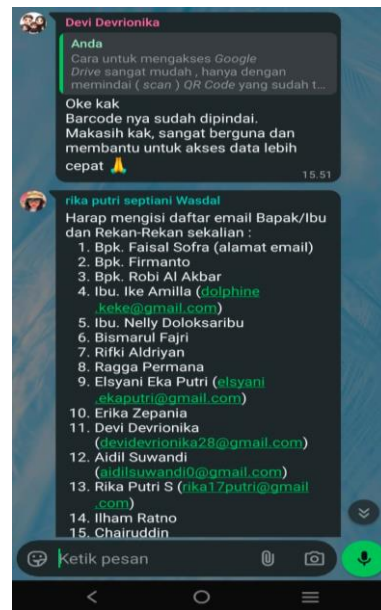 Devi Devrionika
Anda
Cara untuk mengakses Google
Drive sangat mudah , hanya dengan
memindai ( scan ) QR Code yang sudah t...
Oke kak
Barcode nya sudah dipindai.
Makasih kak, sangat berguna dan
membantu untuk akses data lebih
cepat 🙏
15.51
rika putri septiani Wasdal
Harap mengisi daftar email Bapak/Ibu
dan Rekan-Rekan sekalian :
1. Bpk. Faisal Sofra (alamat email)
2. Bpk. Firmanto
3. Bpk. Robi Al Akbar
4. Ibu. Ike Amilla (dolphine
.keke@gmail.com)
5. Ibu. Nelly Doloksaribu
6. Bismarul Fajri
7. Rifki Aldriyan
8. Ragga Permana
9. Elsyani Eka Putri (elsyani
.ekaputri@gmail.com)
10. Erika Zepania
11. Devi Devrionika
(devidevrionika28@gmail.com)
12. Aidil Suwandi
(aidilsuwandi0@gmail.com)
13. Rika Putri S (rika17putri@gmail
.com)
14. Ilham Ratno
15. Chairuddin
Ketik pesan